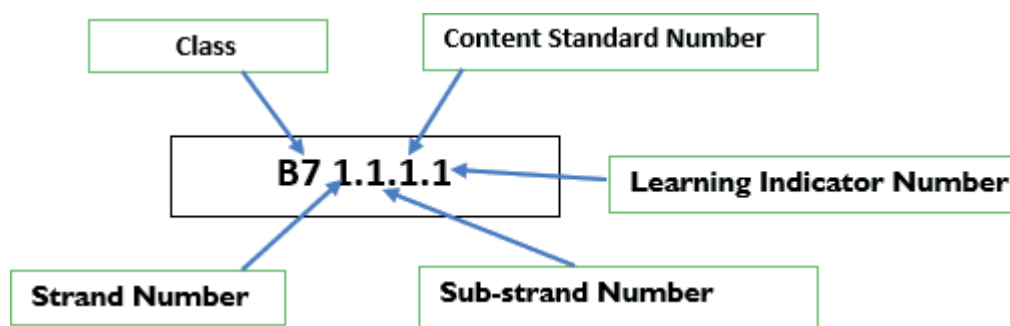 Class
Content Standard Number
B7 1.1.1.1
Learning Indicator Number
Strand Number
Sub-strand Number